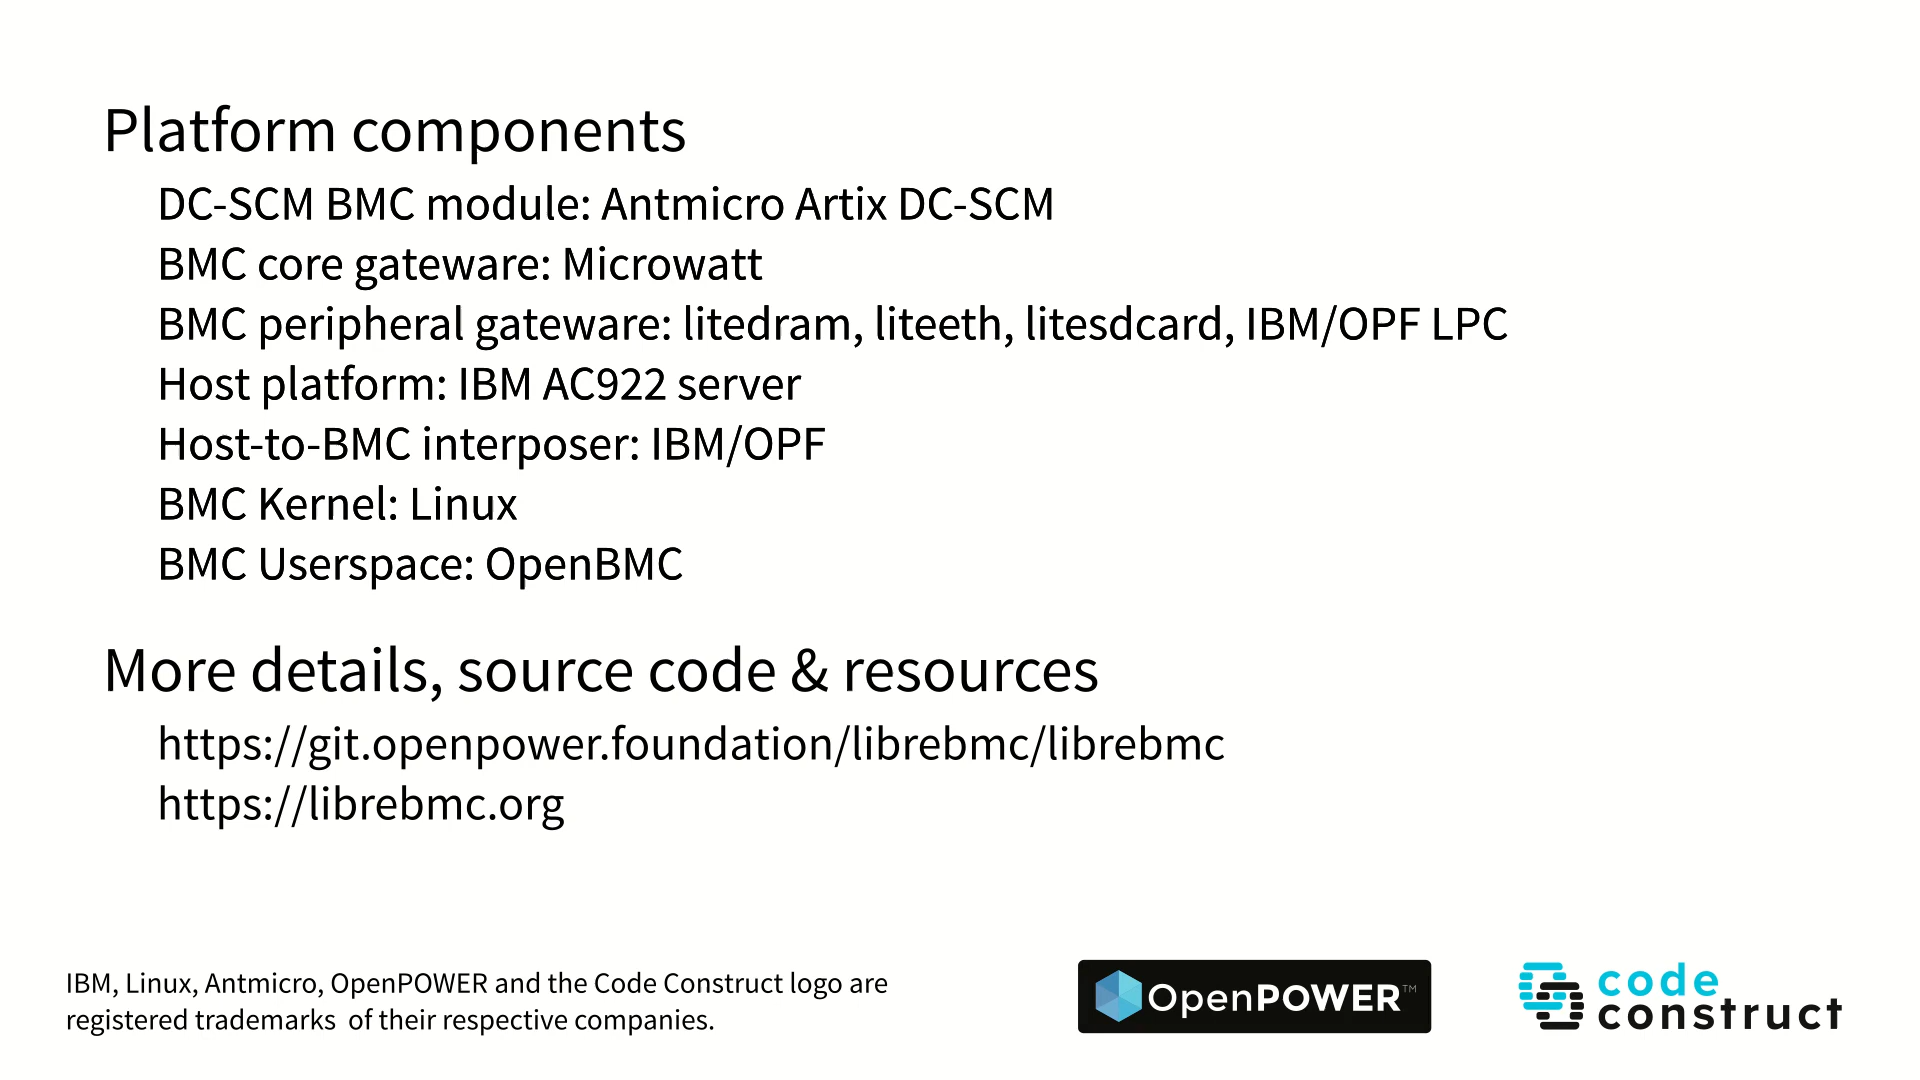 Platform components
DC-SCM BMC module: Antmicro Artix DC-SCM
BMC core gateware: Microwatt
BMC peripheral gateware: litedram, liteeth, litesdcard, IBM/OPF LPC
Host platform: IBM AC922 server
Host-to-BMC interposer: IBM/OPF
BMC Kernel: Linux
BMC Userspace: OpenBMC
More details, source code & resources
https://git.openpower.foundation/librebmc/librebmc
https://librebmc.org
IBM, Linux, Antmicro, OpenPOWER and the Code Construct logo are
registered trademarks  of their respective companies.
OpenPOWER™
code
construct